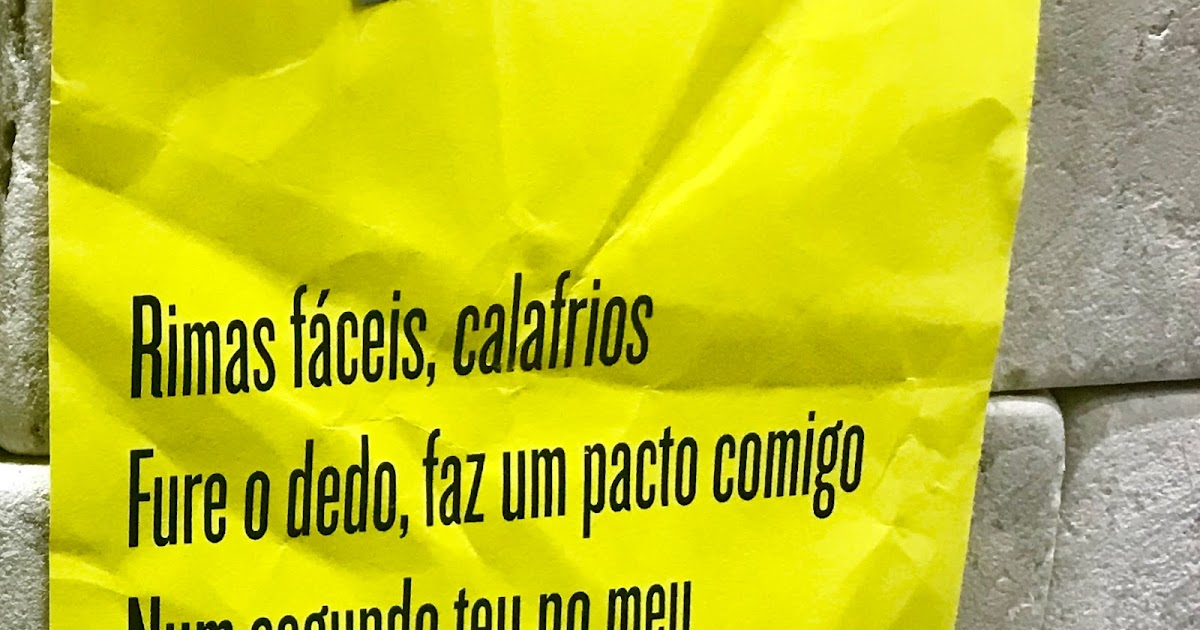 Rimas fáceis, calafrios
Fure o dedo, faz um pacto comigo
Num segundo teu no meu